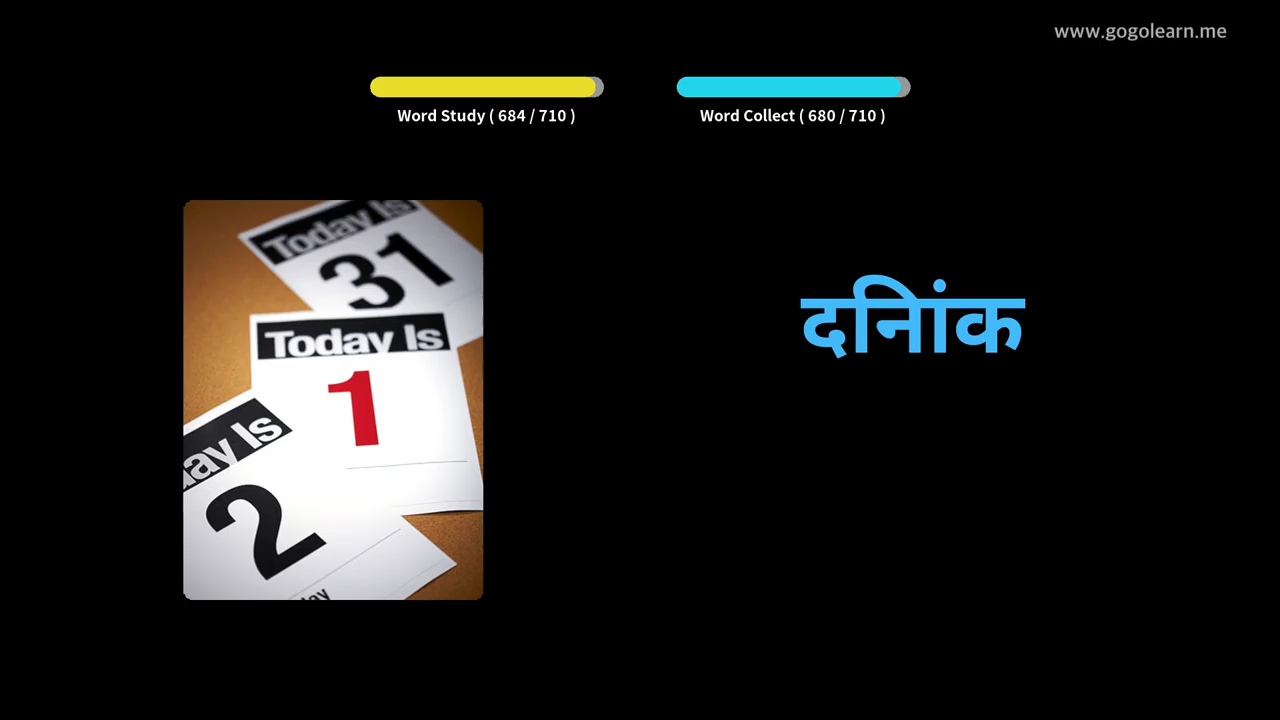 www.gogolearn.me
Word Study ( 684 / 710 )
Word Collect ( 680 / 710 )
Today Is
31
Today Is
1
ay Is
2
दनिांक